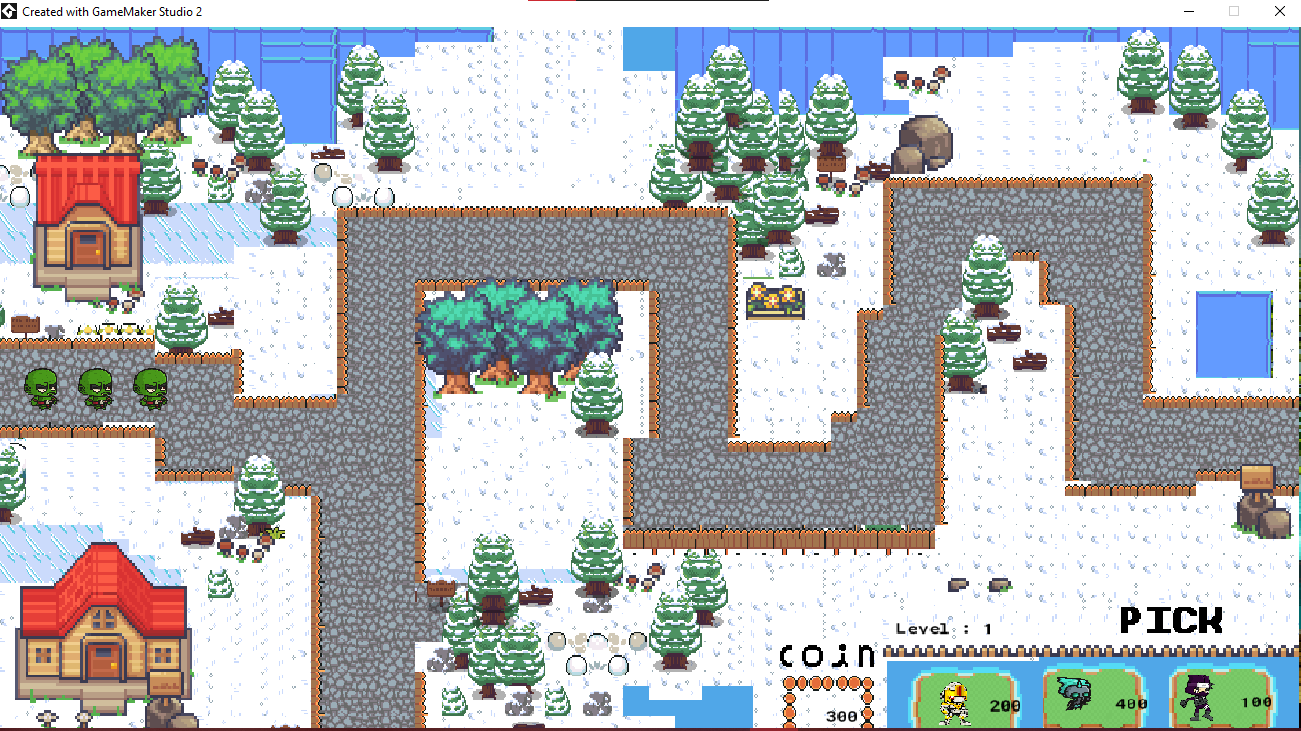 Created with GameMaker Studio 2
Level : 1
PICK
coin
300
200
400
100